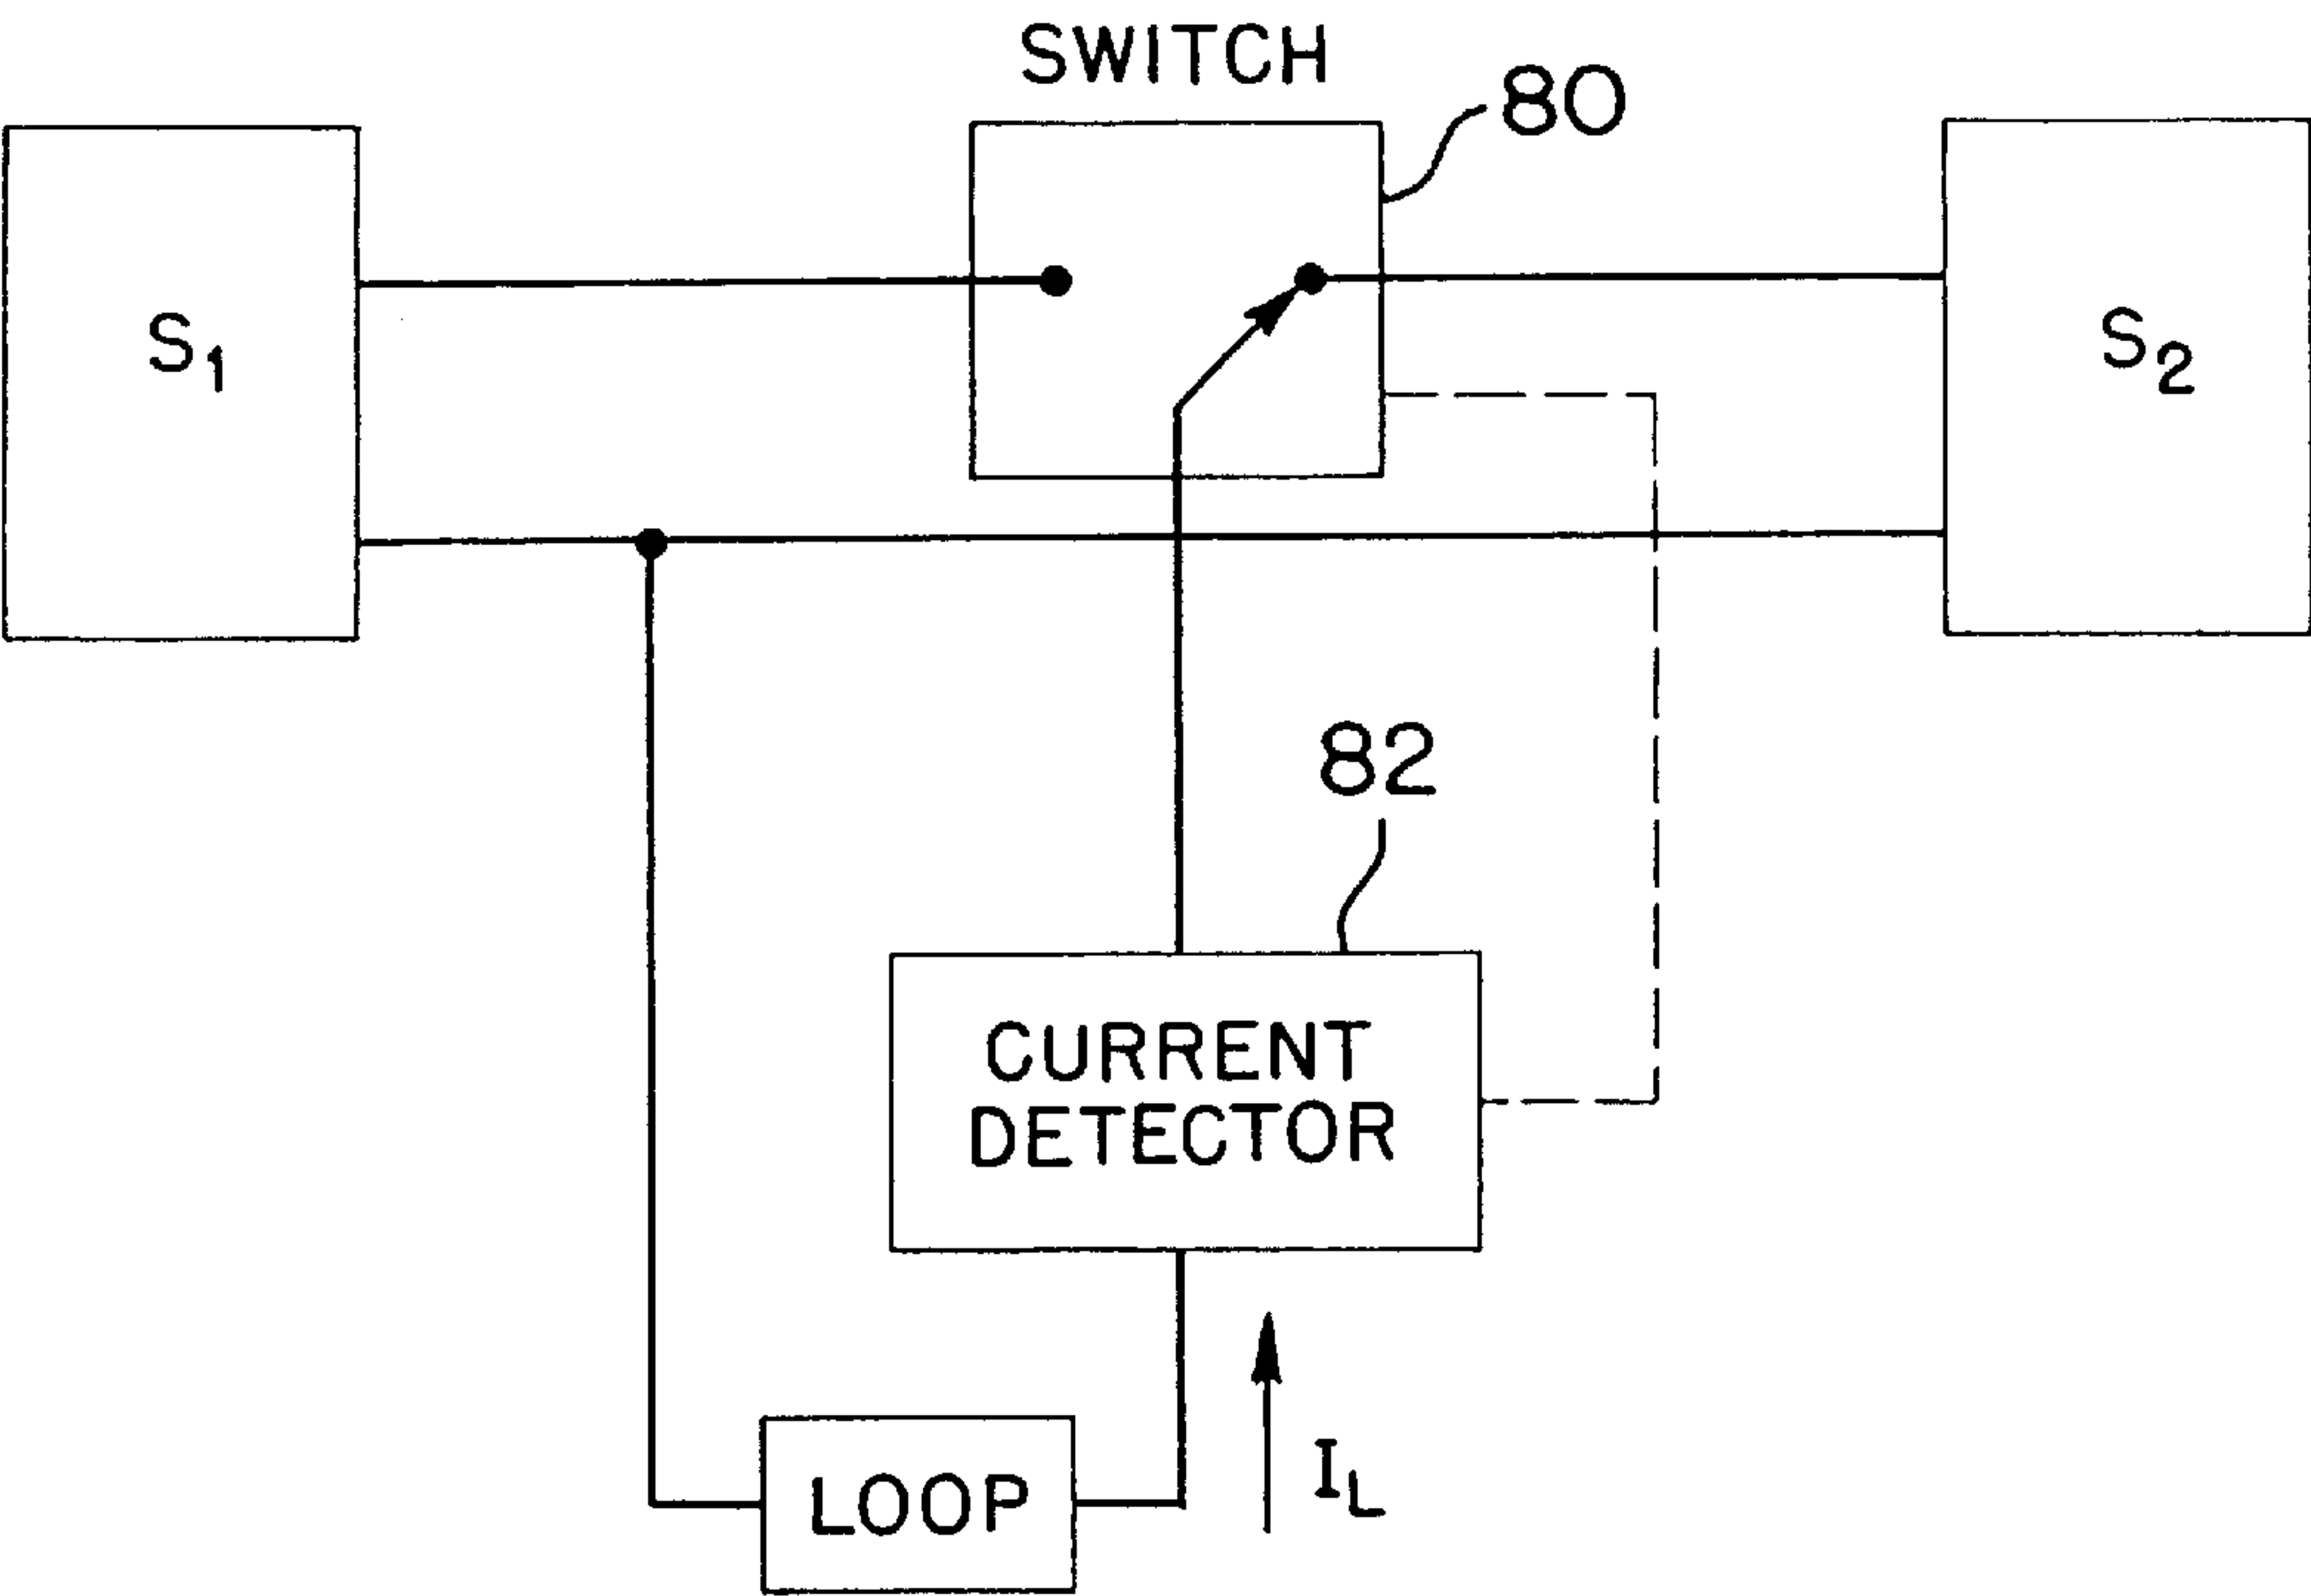 SWITCH
80
S1
S2
82
CURRENT
DETECTOR
LOOP
IL